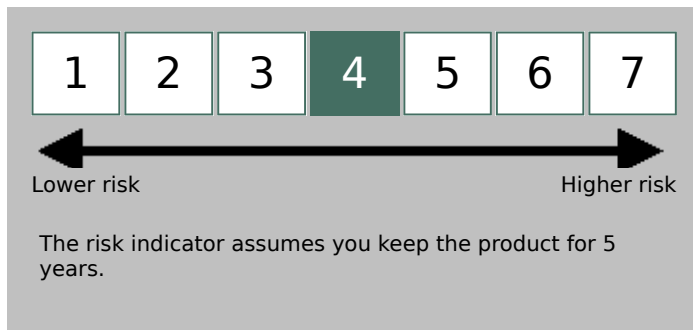 1 2 3 4 5 6 7
Lower risk Higher risk
The risk indicator assumes you keep the product for 5
years.